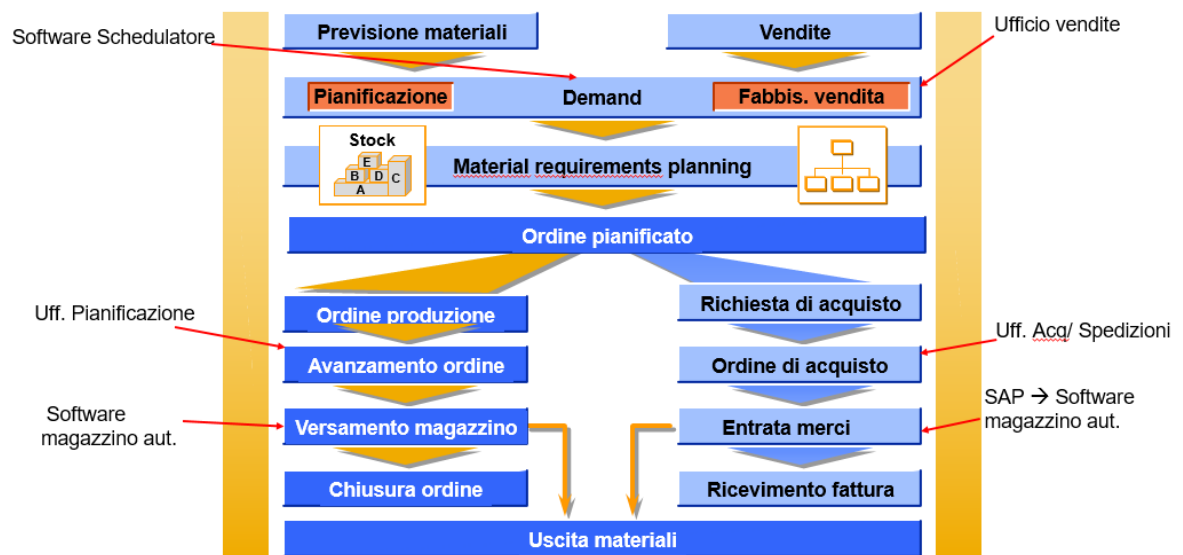 Previsione materiali
Vendite
Ufficio vendite
Software Schedulatore
Pianificazione
Demand
Fabbis. vendita
Stock
E
B
D
C
A
Material requirements planning
Ordine pianificato
Ordine produzione
Richiesta di acquisto
Uff. Pianificazione
Uff. Acq/ Spedizioni
Avanzamento ordine
Ordine di acquisto
Software
magazzino aut.
SAP → Software
magazzino aut.
Versamento magazzino
Entrata merci
Chiusura ordine
Ricevimento fattura
Uscita materiali